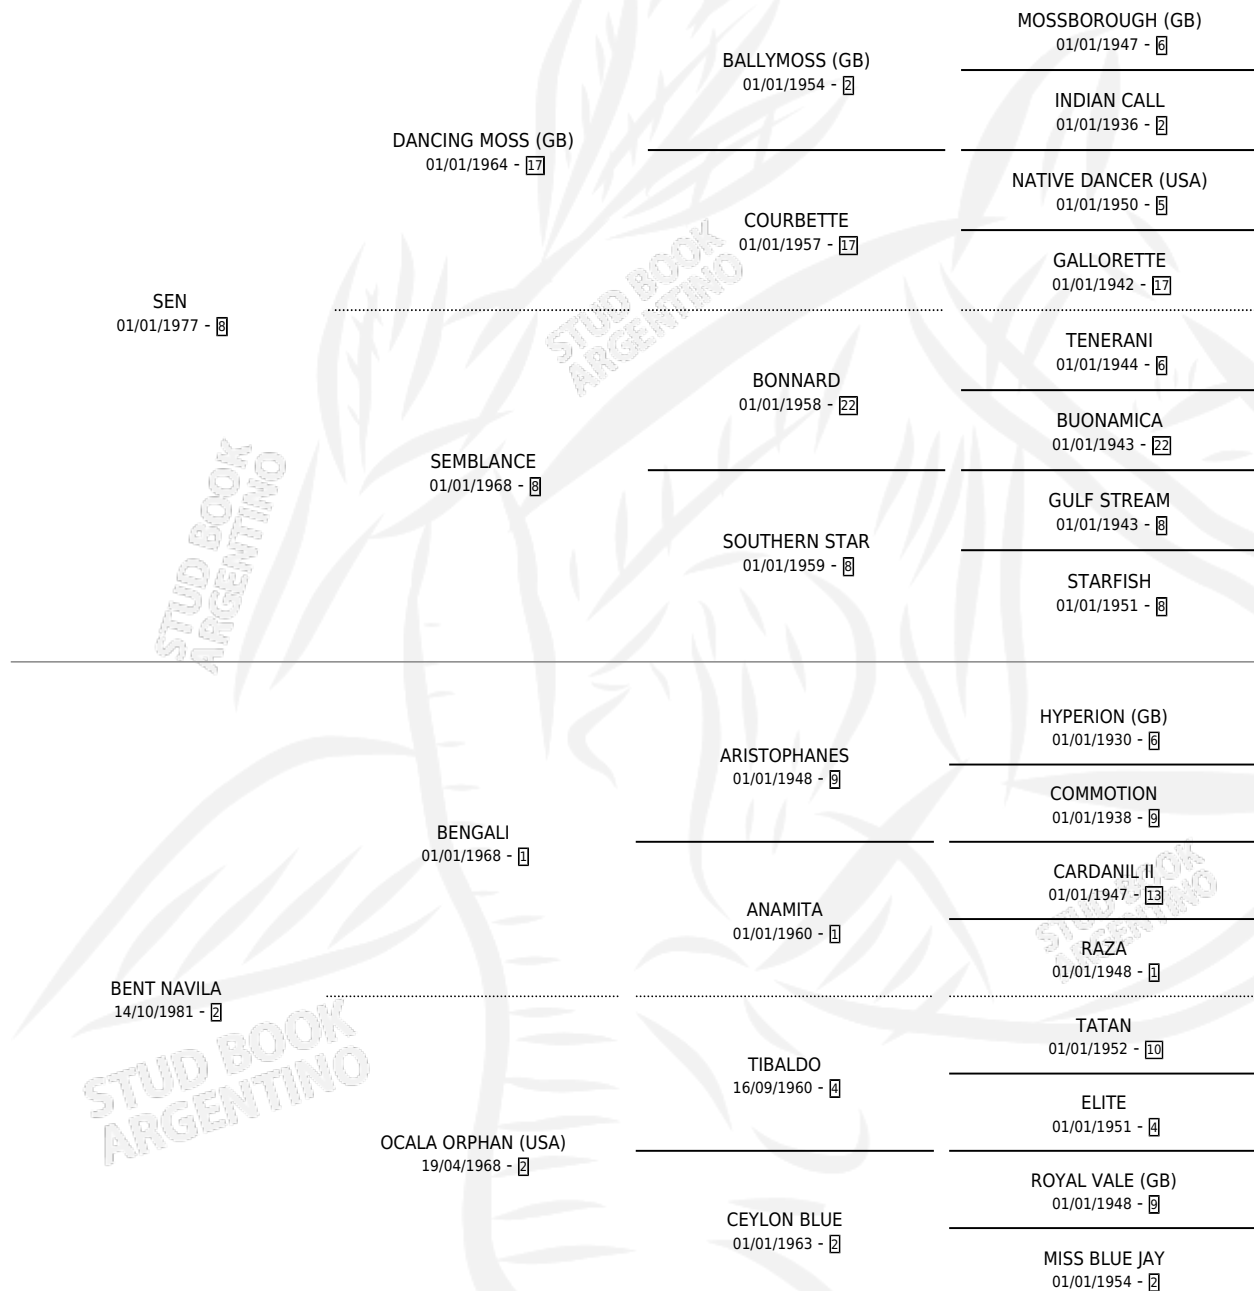 MOSSBOROUGH (GB)
01/01/1947 - 6
BALLYMOSS (GB)
01/01/1954 - 2
INDIAN CALL
01/01/1936 - 2
DANCING MOSS (GB)
01/01/1964 - 17
NATIVE DANCER (USA)
01/01/1950 - 5
COURBETTE
01/01/1957 - 17
GALLORETTE
01/01/1942 - 17
SEN
01/01/1977 - 8
TENERANI
01/01/1944 - 6
BONNARD
01/01/1958 - 22
BUONAMICA
01/01/1943 - 22
SEMBLANCE
01/01/1968 - 8
GULF STREAM
01/01/1943 - 8
SOUTHERN STAR
01/01/1959 - 8
STARFISH
01/01/1951 - 8
HYPERION (GB)
01/01/1930 - 6
ARISTOPHANES
01/01/1948 - 9
COMMOTION
01/01/1938 - 9
BENGALI
01/01/1968 - 1
CARDANIL II
01/01/1947 - 13
ANAMITA
01/01/1960 - 1
RAZA
01/01/1948 - 1
BENT NAVILA
14/10/1981 - 2
TATAN
01/01/1952 - 10
TIBALDO
16/09/1960 - 4
ELITE
01/01/1951 - 4
OCALA ORPHAN (USA)
19/04/1968 - 2
ROYAL VALE (GB)
01/01/1948 - 9
CEYLON BLUE
01/01/1963 - 2
MISS BLUE JAY
01/01/1954 - 2
STUD BOOK
ARGENTINO
STUD BOOK
ARGENTINO
STUD BOOK
ARGENTINO
STUD BOOK
ARGENTINO